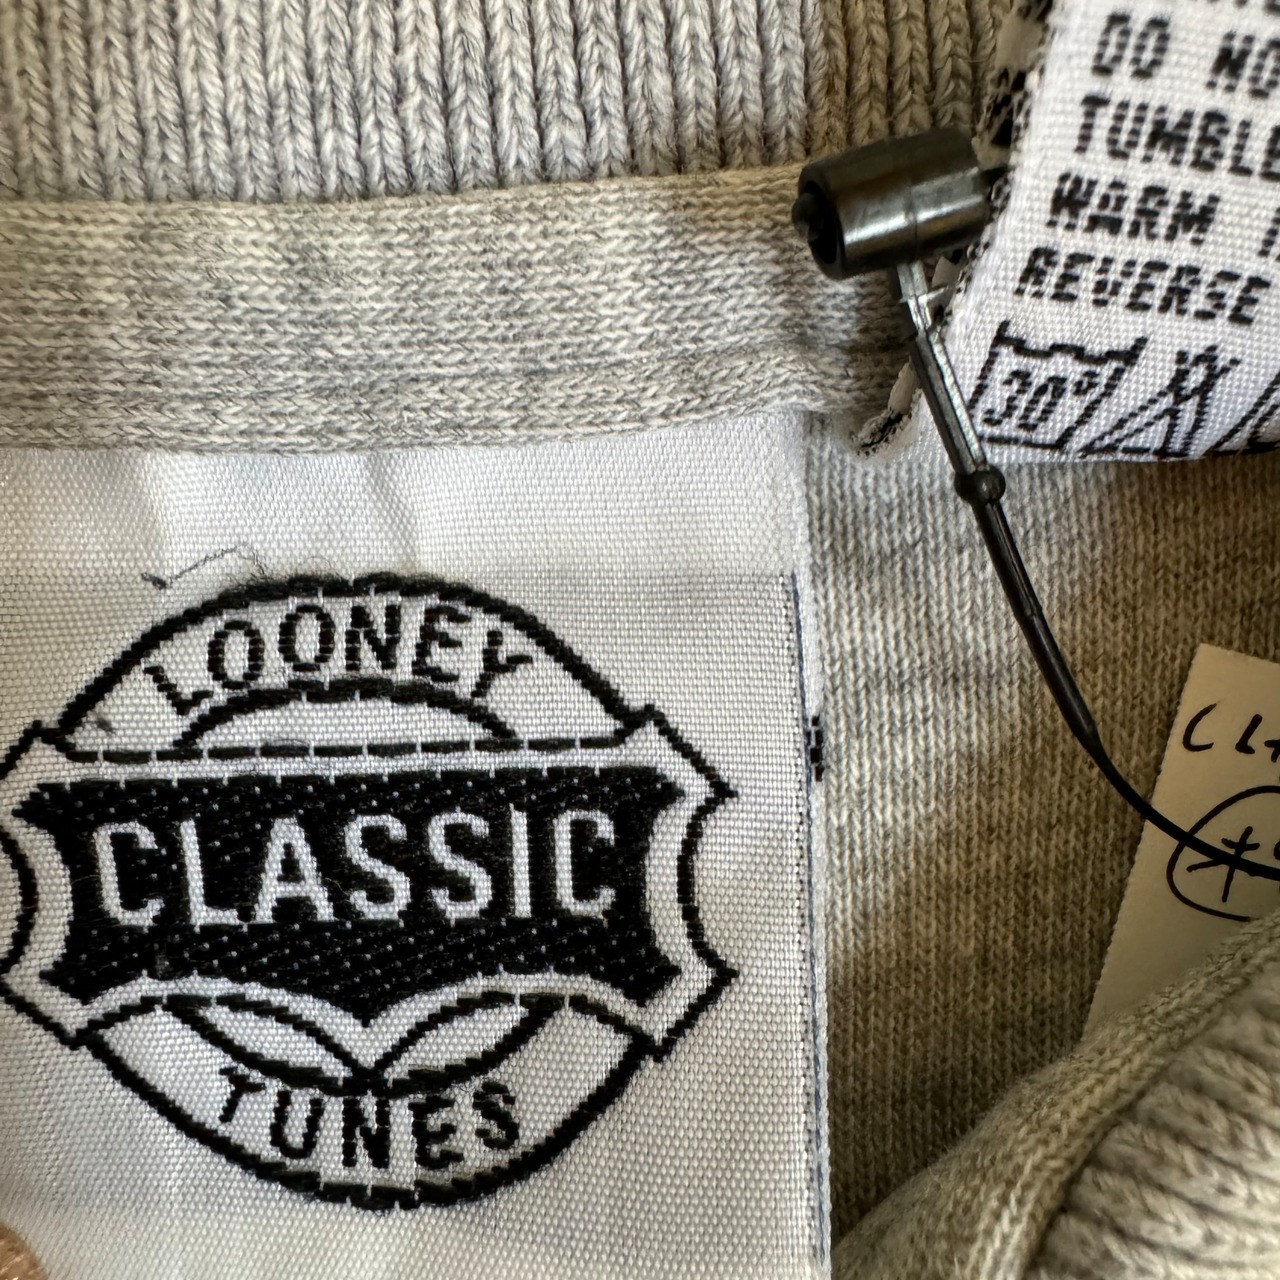 DO NO
TUMBLE
WARM
REVERSE
30°
LOONEY
CLASSIC
TUNES